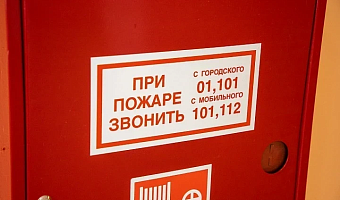 ПРИ
ПОЖАРЕ
ЗВОНИТЬ
С ГОРОДСКОГО
01,101
С МОБИЛЬНОГО
101,112